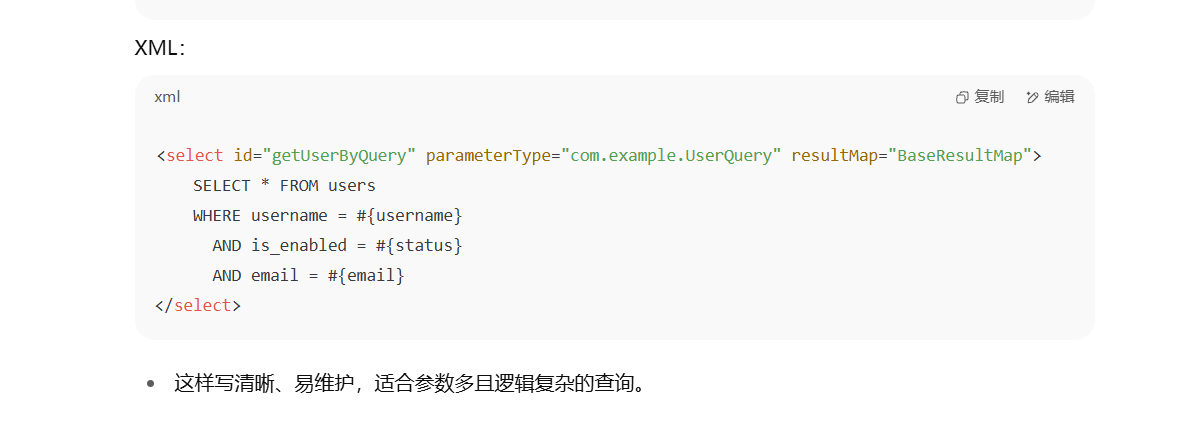 XML：
xml
复制
编辑
<select id="getUserByQuery" parameterType="com.example.UserQuery" resultMap="BaseResultMap">
    SELECT * FROM users
    WHERE username = #{username}
      AND is_enabled = #{status}
      AND email = #{email}
</select>
• 这样写清晰、易维护，适合参数多且逻辑复杂的查询。